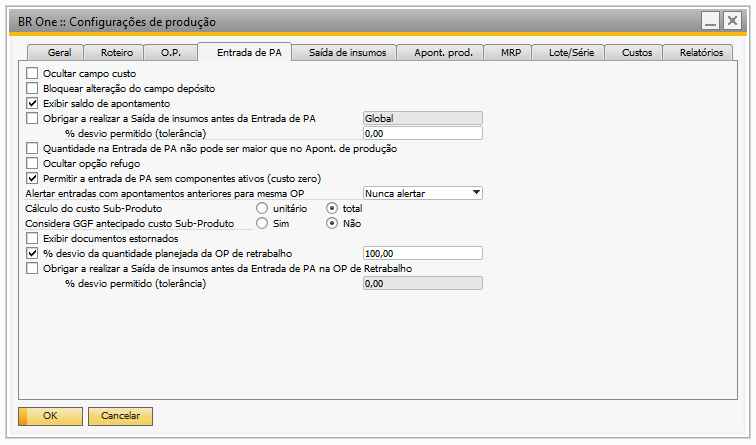 BR One :: Configurações de produção
Geral Roteiro O.P. Entrada de PA Saída de insumos Apont. prod. MRP Lote/Série Custos Relatórios
Ocultar campo custo
Bloquear alteração do campo depósito
Exibir saldo de apontamento
Obrigar a realizar a Saída de insumos antes da Entrada de PA Global
% desvio permitido (tolerância) 0,00
Quantidade na Entrada de PA não pode ser maior que no Apont. de produção
Ocultar opção refugo
Permitir a entrada de PA sem componentes ativos (custo zero)
Alertar entradas com apontamentos anteriores para mesma OP Nunca alertar
Cálculo do custo Sub-Produto unitário total
Considera GGF antecipado custo Sub-Produto Sim Não
Exibir documentos estornados
% desvio da quantidade planejada da OP de retrabalho 100,00
Obrigar a realizar a Saída de insumos antes da Entrada de PA na OP de Retrabalho
% desvio permitido (tolerância) 0,00
OK Cancelar